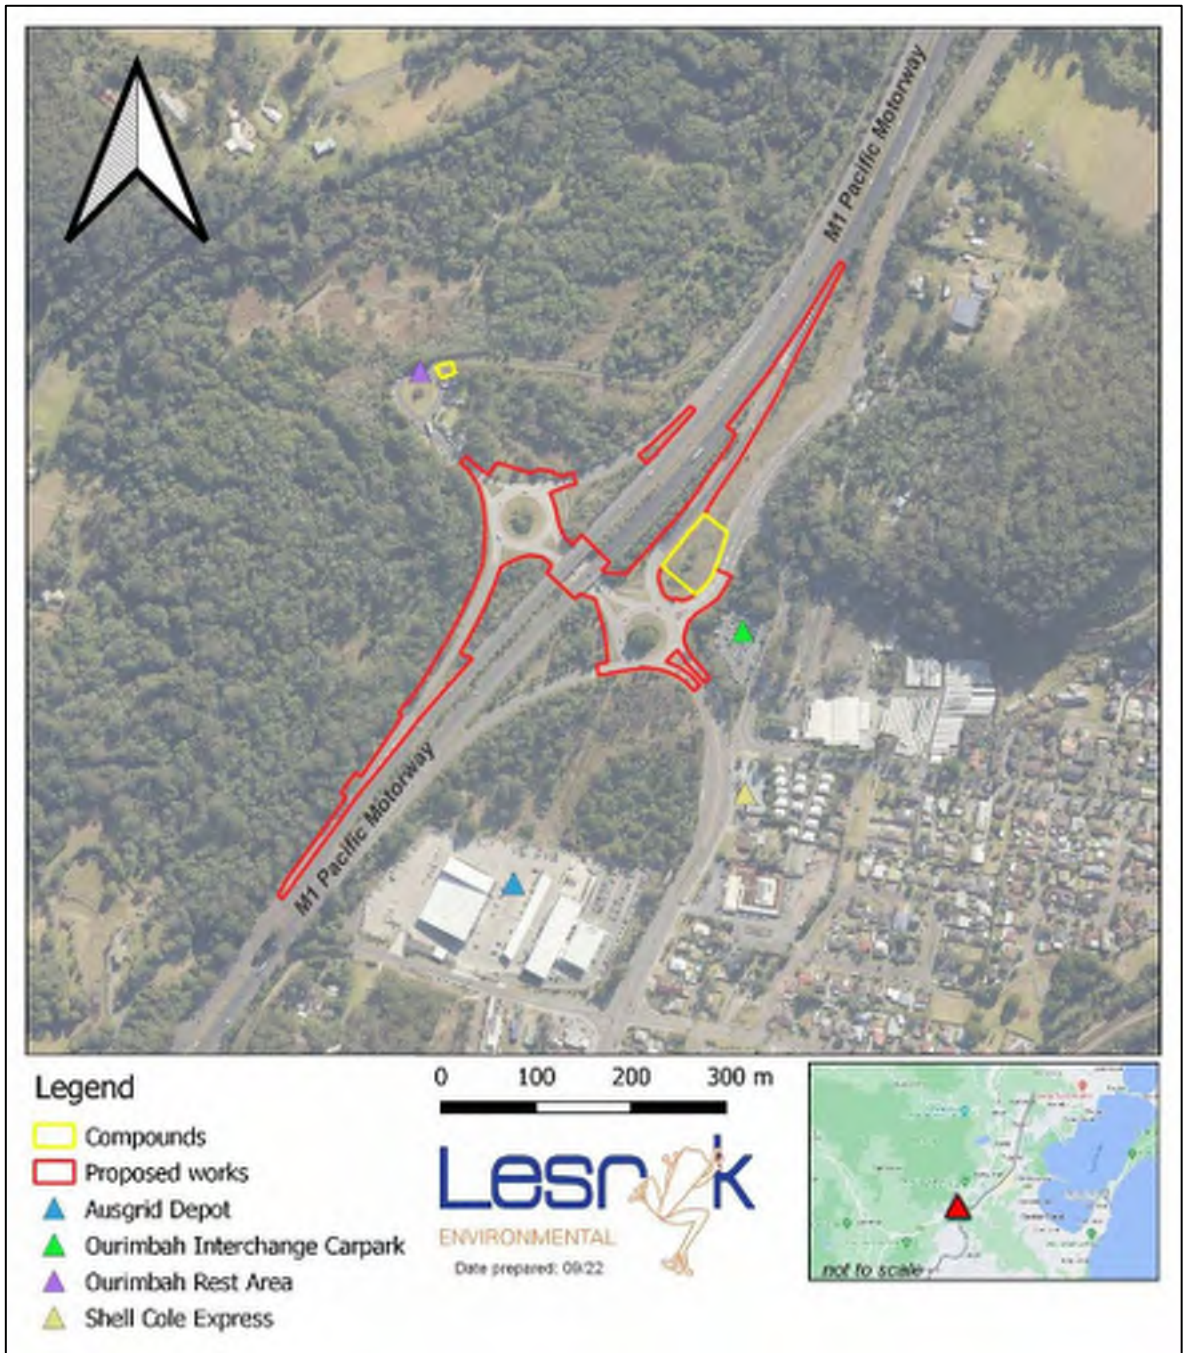 M1 Pacific Motorway
M1 Pacific Motorway
Legend
Compounds
Proposed works
Ausgrid Depot
Ourimbah Interchange Carpark
Ourimbah Rest Area
Shell Cole Express
0 100 200 300 m
Lesrk
ENVIRONMENTAL
Date prepared: 09/22
not to scale